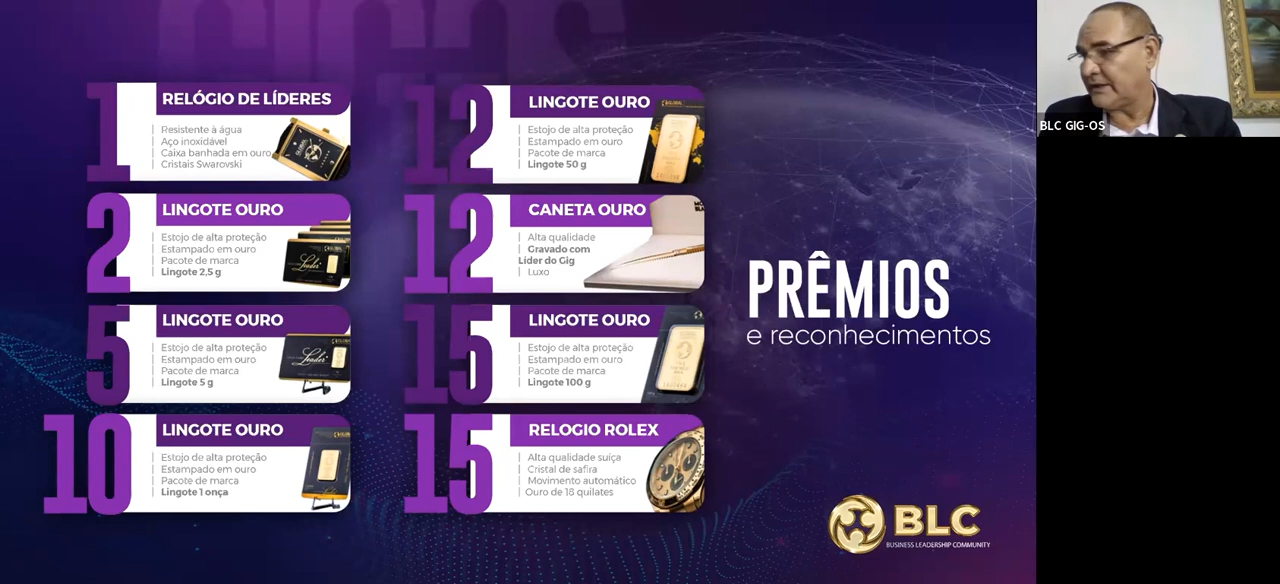 1
RELÓGIO DE LÍDERES
Resistente à água
Aço inoxidável
Caixa banhada em ouro
Cristais Swarovski
2
LINGOTE OURO
Estojo de alta proteção
Estampado em ouro
Pacote de marca
Lingote 2,5 g
Leader
5
LINGOTE OURO
Estojo de alta proteção
Estampado em ouro
Pacote de marca
Lingote 5 g
Leader
10
LINGOTE OURO
Estojo de alta proteção
Estampado em ouro
Pacote de marca
Lingote 1 onça
12
LINGOTE OURO
Estojo de alta proteção
Estampado em ouro
Pacote de marca
Lingote 50 g
12
CANETA OURO
Alta qualidade
Gravado com
Líder do Gig
Luxo
15
LINGOTE OURO
Estojo de alta proteção
Estampado em ouro
Pacote de marca
Lingote 100 g
15
RELOGIO ROLEX
Alta qualidade suiça
Cristal de safira
Movimento automático
Ouro de 18 quilates
PRÊMIOS
e reconhecimentos
BLC
BUSINESS LEADERSHIP COMMUNITY
BLC GIG-OS